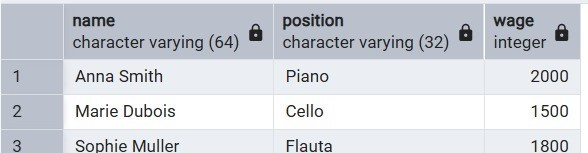 name position wage
character varying (64) character varying (32) integer
1 Anna Smith Piano 2000
2 Marie Dubois Cello 1500
3 Sophie Muller Flauta 1800